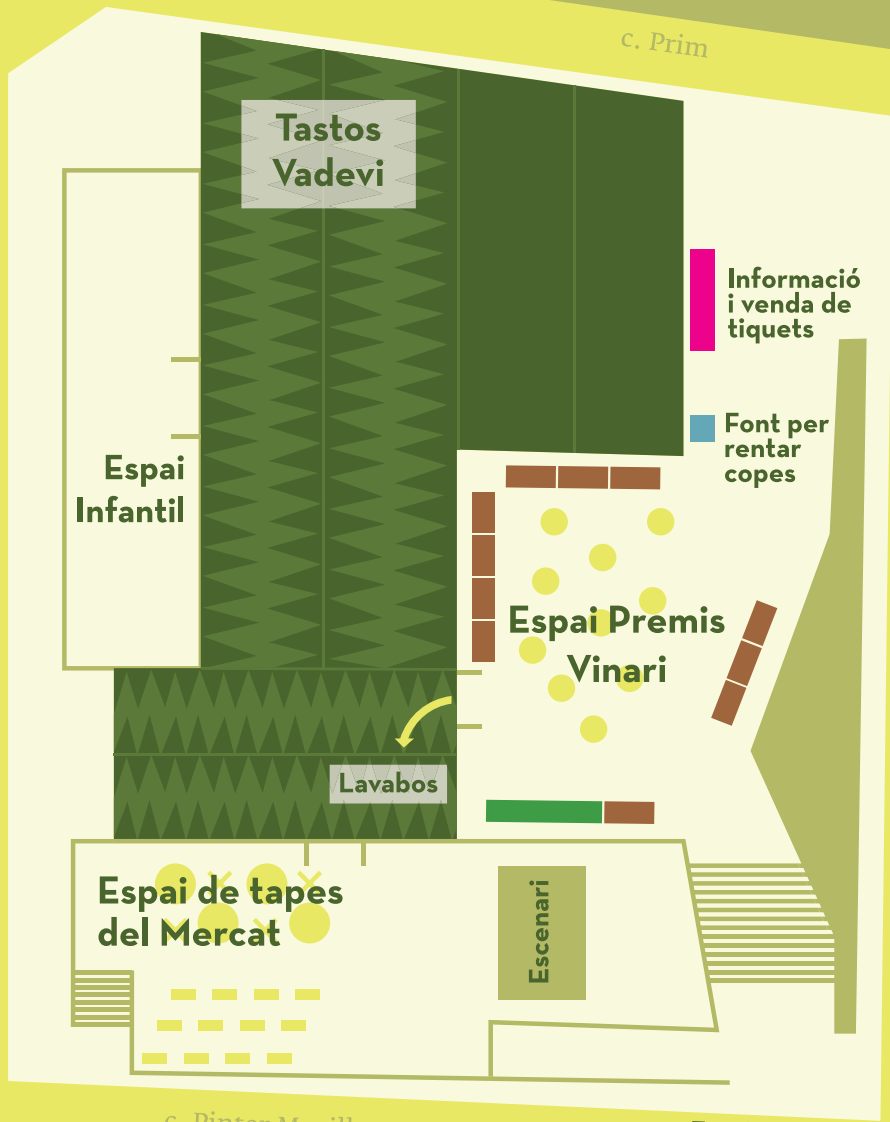 c. Prim
Tastos
Vadevi
Informació
i venda de
tiquets
Font per
rentar
copes
Espai
Infantil
Espai Premis
Vinari
Lavabos
Espai de tapes
del Mercat
Escenari
c. Pintor